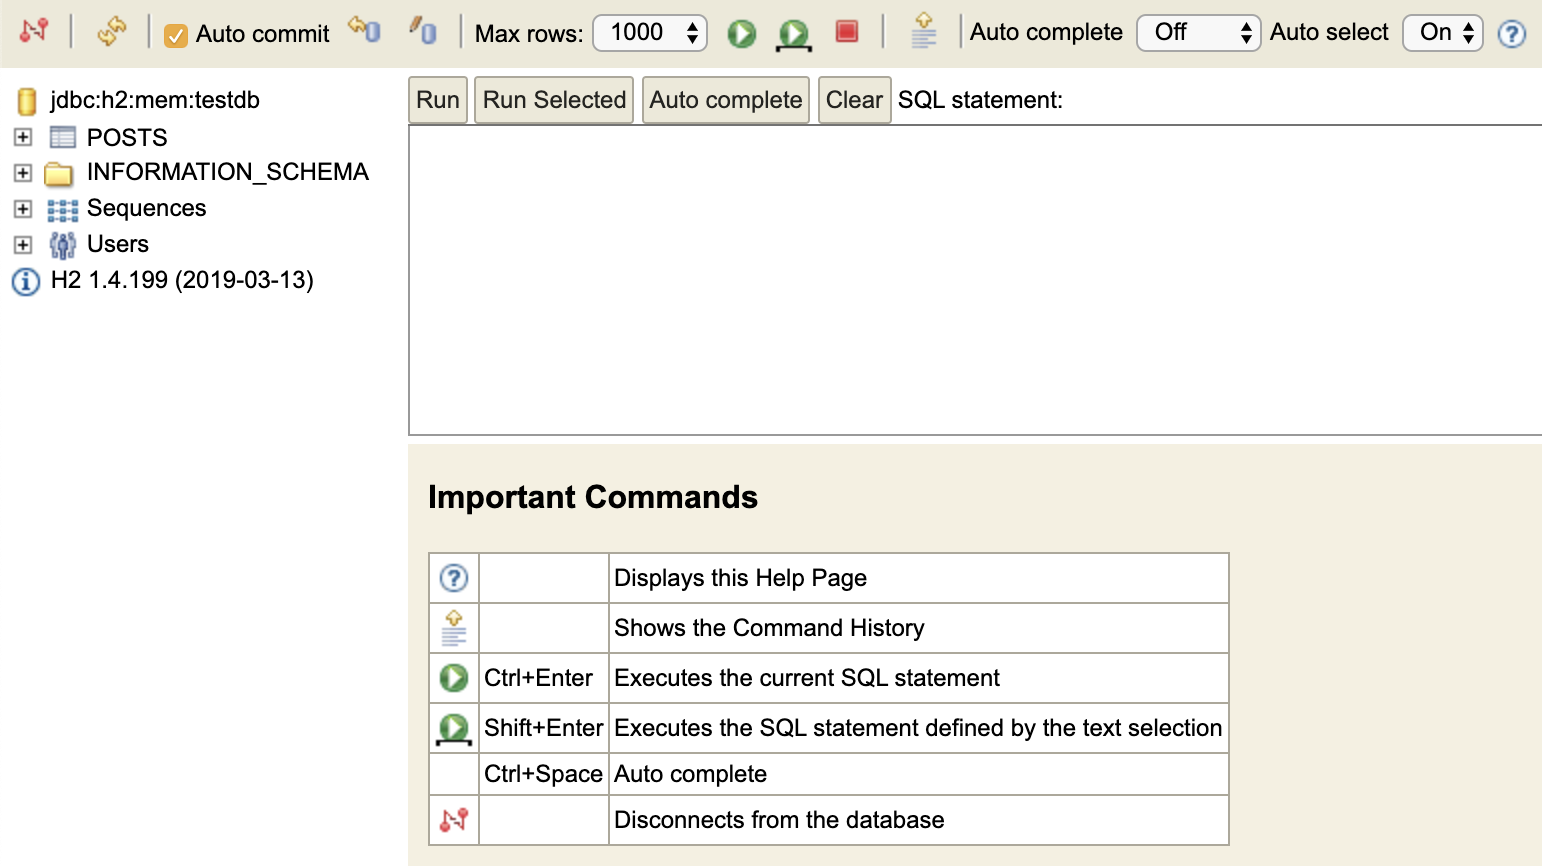 Auto commit Max rows: 1000 Auto complete Off Auto select On
jdbc:h2:mem:testdb
POSTS
INFORMATION_SCHEMA
Sequences
Users
H2 1.4.199 (2019-03-13)
Run Run Selected Auto complete Clear SQL statement:
Important Commands
Displays this Help Page
Shows the Command History
Ctrl+Enter Executes the current SQL statement
Shift+Enter Executes the SQL statement defined by the text selection
Ctrl+Space Auto complete
Disconnects from the database